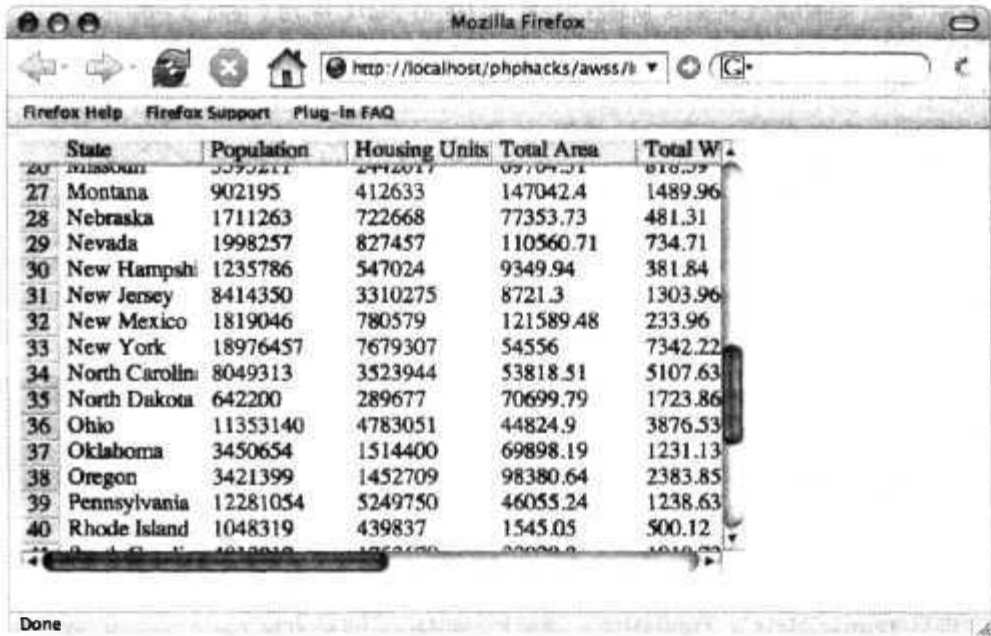 Mozilla Firefox
http://localhost/phphacks/awss/l
G
Firefox Help Firefox Support Plug-in FAQ
State Population Housing Units Total Area Total W
27 Montana 902195 412633 147042.4 1489.96
28 Nebraska 1711263 722668 77353.73 481.31
29 Nevada 1998257 827457 110560.71 734.71
30 New Hampshi 1235786 547024 9349.94 381.84
31 New Jersey 8414350 3310275 8721.3 1303.96
32 New Mexico 1819046 780579 121589.48 233.96
33 New York 18976457 7679307 54556 7342.22
34 North Carolin 8049313 3523944 53818.51 5107.63
35 North Dakota 642200 289677 70699.79 1723.86
36 Ohio 11353140 4783051 44824.9 3876.53
37 Oklahoma 3450654 1514400 69898.19 1231.13
38 Oregon 3421399 1452709 98380.64 2383.85
39 Pennsylvania 12281054 5249750 46055.24 1238.63
40 Rhode Island 1048319 439837 1545.05 500.12
Done